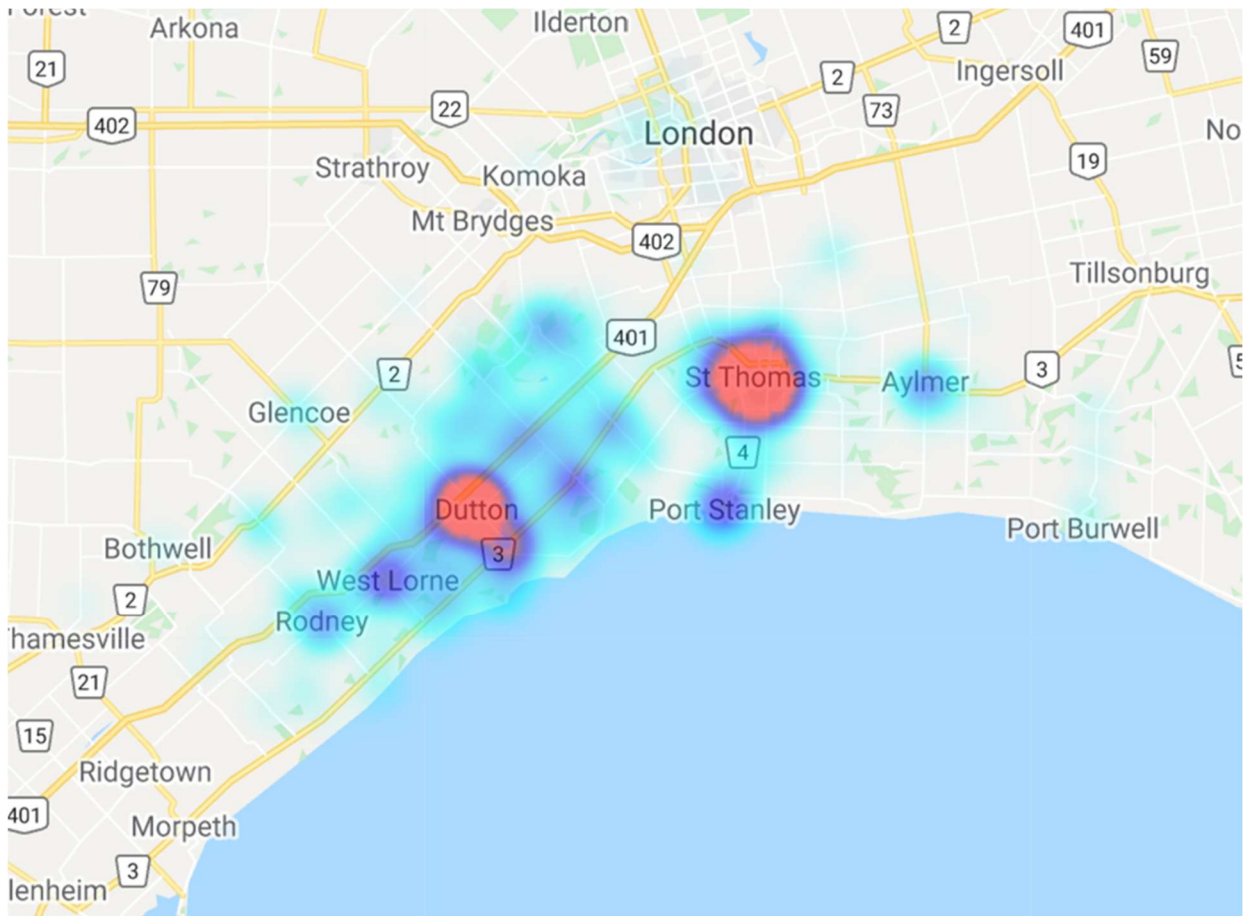 Forest
Arkona
Ilderton
2
401
21
Ingersoll
59
2
22
73
402
London
No
Strathroy
Komoka
19
Mt Brydges
402
Tillsonburg
79
401
5
2
St Thomas
Aylmer
3
Glencoe
4
Dutton
Port Stanley
Port Burwell
Bothwell
3
West Lorne
2
Rodney
Thamesville
21
15
Ridgetown
401
Morpeth
3
lenheim